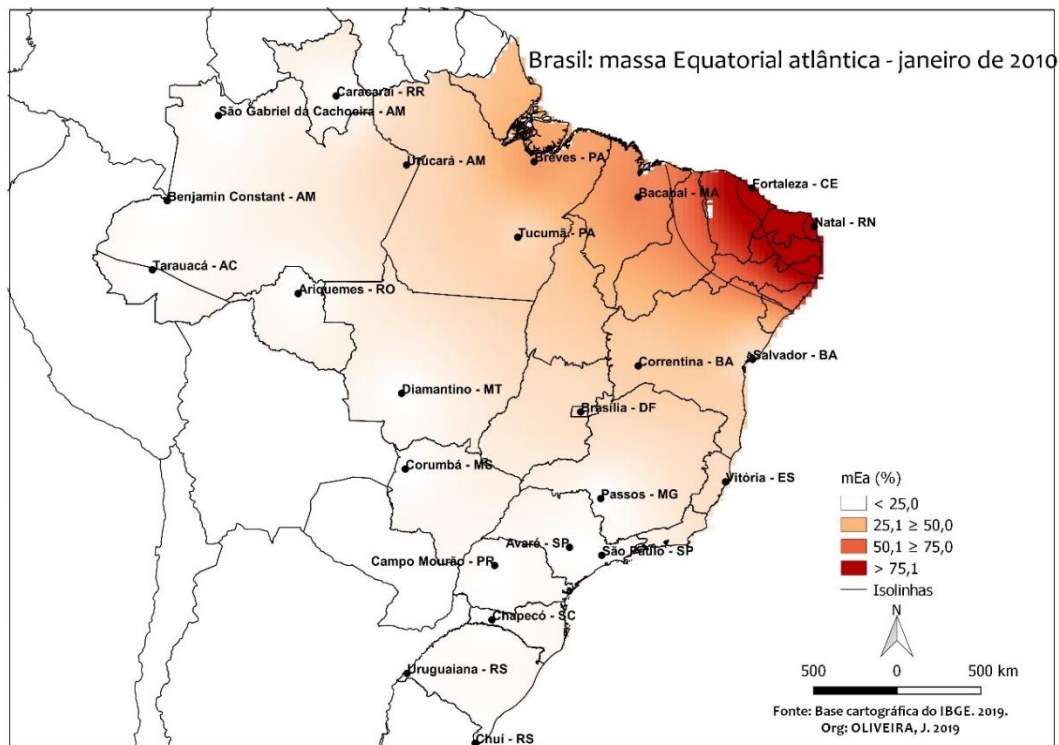 Brasil: massa Equatorial atlântica - janeiro de 2010
Caracaraí - RR
São Gabriel da Cachoeira - AM
Urucará - AM
Breves - PA
Benjamin Constant - AM
Bacabal - MA
Fortaleza - CE
Natal - RN
Tucumã - PA
Tarauacá - AC
Ariquemes - RO
Salvador - BA
Correntina - BA
Diamantino - MT
Brasília - DF
Corumbá - MS
Vitória - ES
Passos - MG
Avaré - SP
São Paulo - SP
Campo Mourão - PR
Chapecó - SC
Uruguaiana - RS
Chuí - RS
mEa (%)
< 25,0
25,1 ≥ 50,0
50,1 ≥ 75,0
> 75,1
Isolinhas
N
500 0 500 km
Fonte: Base cartográfica do IBGE. 2019.
Org: OLIVEIRA, J. 2019